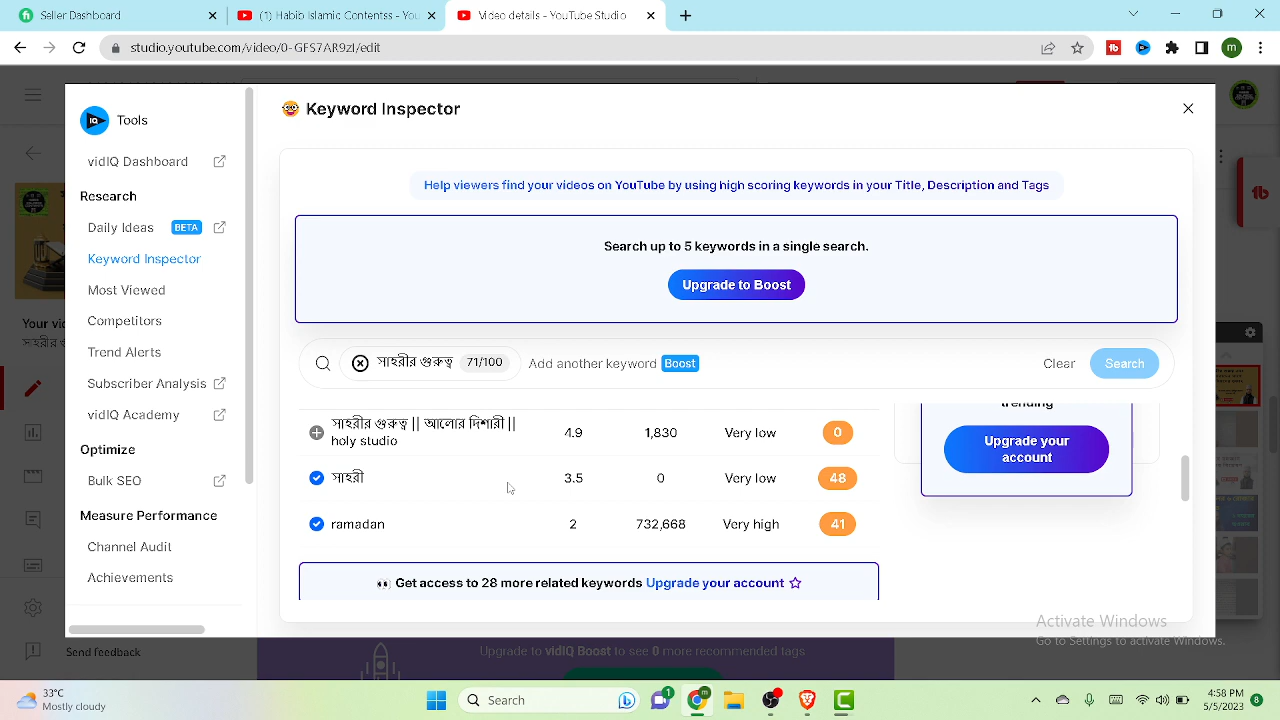 Seller Dashboard
(1) Habib Islamic Contents - You
Video details - YouTube Studio
studio.youtube.com/video/0-GFS7AR9zI/edit
m
Tools
Keyword Inspector
vidIQ Dashboard
Research
Daily Ideas BETA
Keyword Inspector
Most Viewed
Competitors
Trend Alerts
Subscriber Analysis
vidIQ Academy
Optimize
Bulk SEO
Measure Performance
Channel Audit
Achievements
Help viewers find your videos on YouTube by using high scoring keywords in your Title, Description and Tags
Search up to 5 keywords in a single search.
Upgrade to Boost
সাহরীর গুরুত্ব 71/100 Add another keyword Boost Clear Search
সাহরীর গুরুত্ব || আলোর দিশারী ||
holy studio 4.9 1,830 Very low 0
সাহরী 3.5 0 Very low 48
ramadan 2 732,668 Very high 41
Get access to 28 more related keywords Upgrade your account
trending
Upgrade your
account
Your vid
Activate Windows
Go to Settings to activate Windows.
Send feedback
Upgrade to vidIQ Boost to see 0 more recommended tags
33°C
Mostly cloudy
Search
4:58 PM
5/5/2023
8